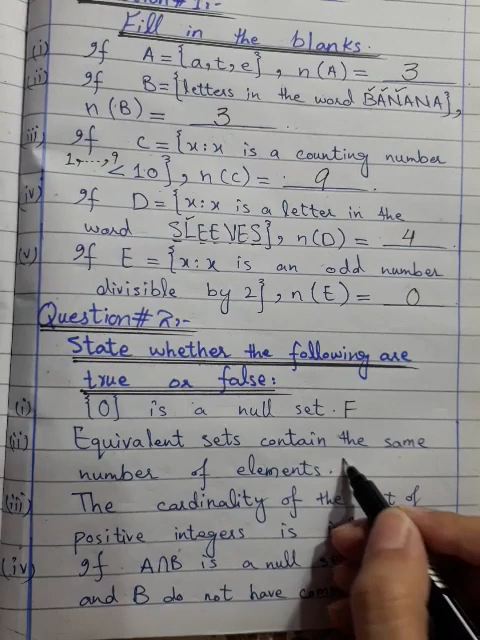 Question# 1:-
Fill in the blanks.
(i) If A = {a, t, e}, n(A) = 3
(ii) If B = {letters in the word BANANA},
n(B) = 3
(iii) If C = {x:x is a counting number
1,...,9 < 10}, n(C) = 9
(iv) If D = {x:x is a letter in the
word SLEEVES}, n(D) = 4
(v) If E = {x:x is an odd number
divisible by 2}, n(E) = 0
Question# 2:-
State whether the following are
true or false:
(i) {0} is a null set. F
(ii) Equivalent sets contain the same
number of elements.
(iii) The cardinality of the of
positive integers is
(iv) If A∩B is a null
and B do not have